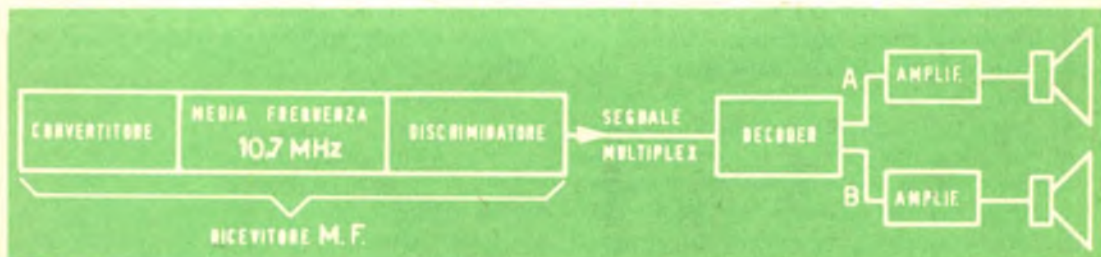 CONVERTITORE
MEDIA FREQUENZA
10.7 MHz
DISCRIMINATORE
RICEVITORE M.F.
SEGNALE
MULTIPLEX
DECODER
A
AMPLIF.
B
AMPLIF.